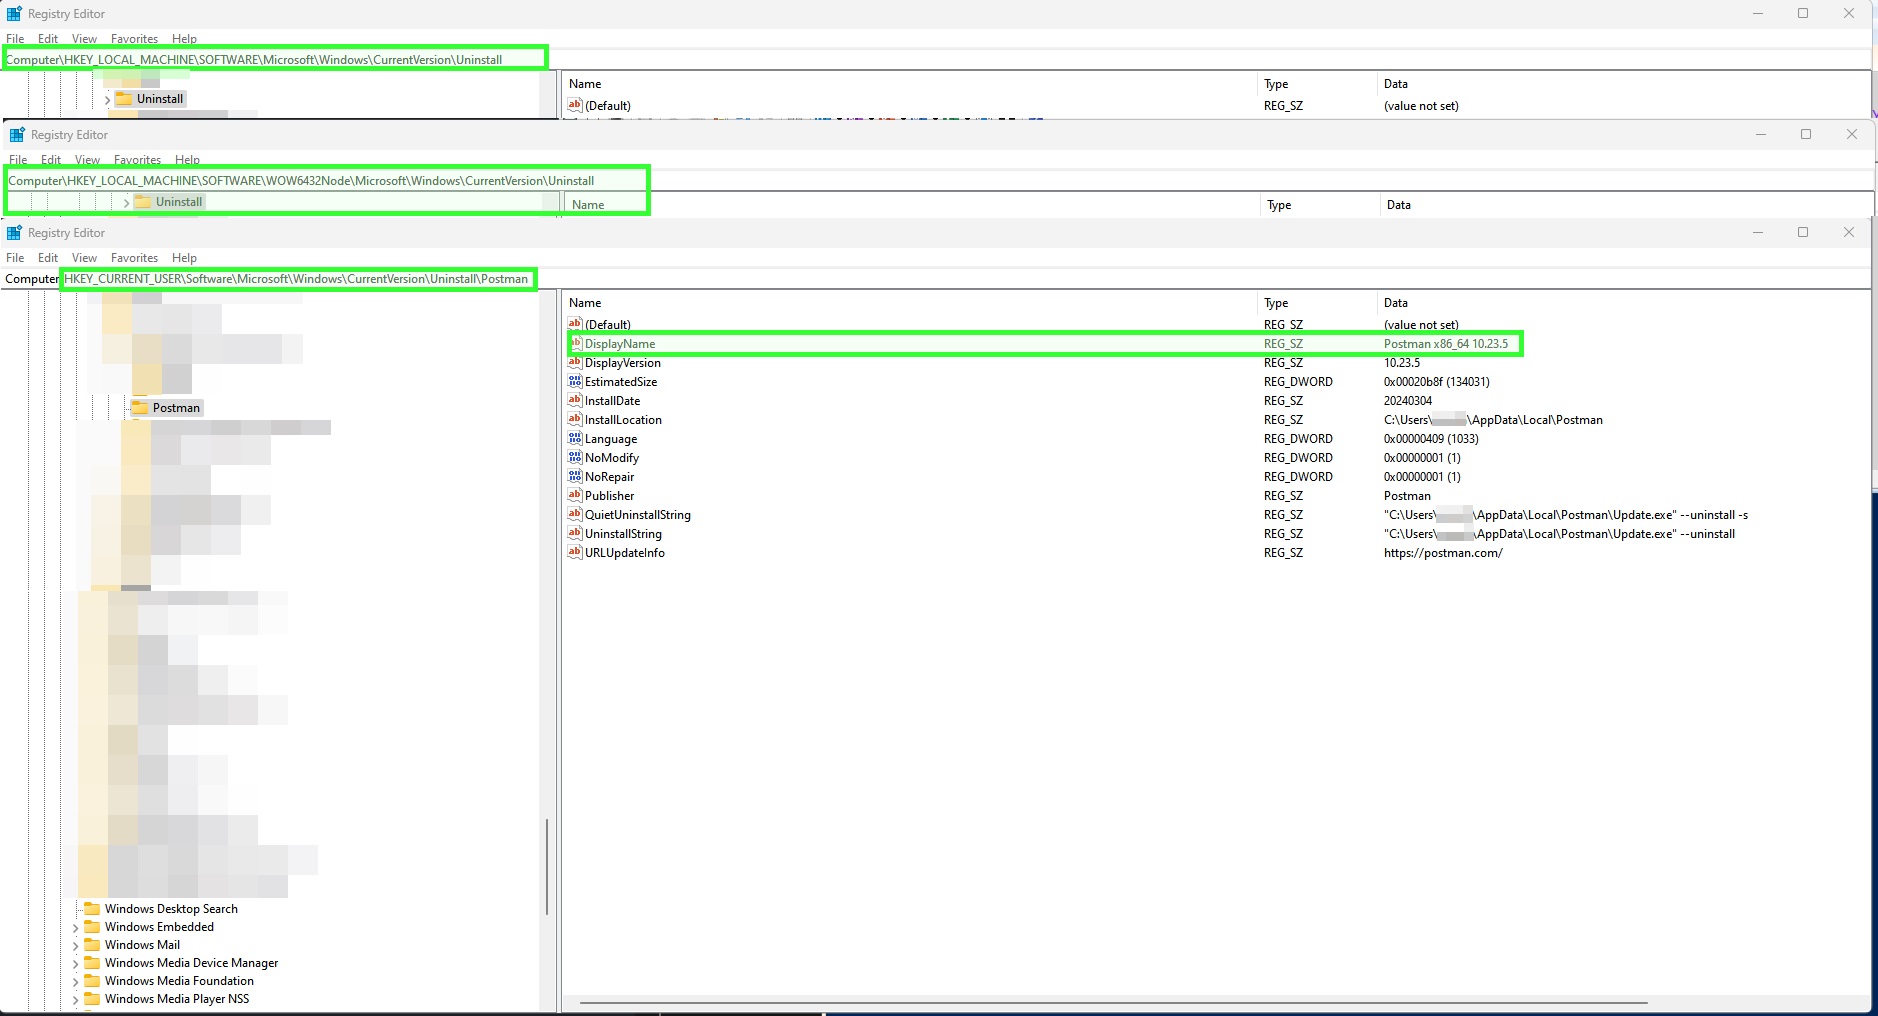 Registry Editor
File Edit View Favorites Help
Computer\HKEY_LOCAL_MACHINE\SOFTWARE\Microsoft\Windows\CurrentVersion\Uninstall
Name Type Data
Uninstall
(Default) REG_SZ (value not set)
Registry Editor
File Edit View Favorites Help
Computer\HKEY_LOCAL_MACHINE\SOFTWARE\WOW6432Node\Microsoft\Windows\CurrentVersion\Uninstall
Uninstall
Name Type Data
Registry Editor
File Edit View Favorites Help
Computer HKEY_CURRENT_USER\Software\Microsoft\Windows\CurrentVersion\Uninstall\Postman
Name Type Data
(Default) REG_SZ (value not set)
DisplayName REG_SZ Postman x86_64 10.23.5
DisplayVersion REG_SZ 10.23.5
EstimatedSize REG_DWORD 0x00020b8f (134031)
InstallDate REG_SZ 20240304
InstallLocation REG_SZ C:\Users\ \AppData\Local\Postman
Language REG_DWORD 0x00000409 (1033)
NoModify REG_DWORD 0x00000001 (1)
NoRepair REG_DWORD 0x00000001 (1)
Publisher REG_SZ Postman
QuietUninstallString REG_SZ "C:\Users\ \AppData\Local\Postman\Update.exe" --uninstall -s
UninstallString REG_SZ "C:\Users\ \AppData\Local\Postman\Update.exe" --uninstall
URLUpdateInfo REG_SZ https://postman.com/
Postman
Windows Desktop Search
Windows Embedded
Windows Mail
Windows Media Device Manager
Windows Media Foundation
Windows Media Player NSS